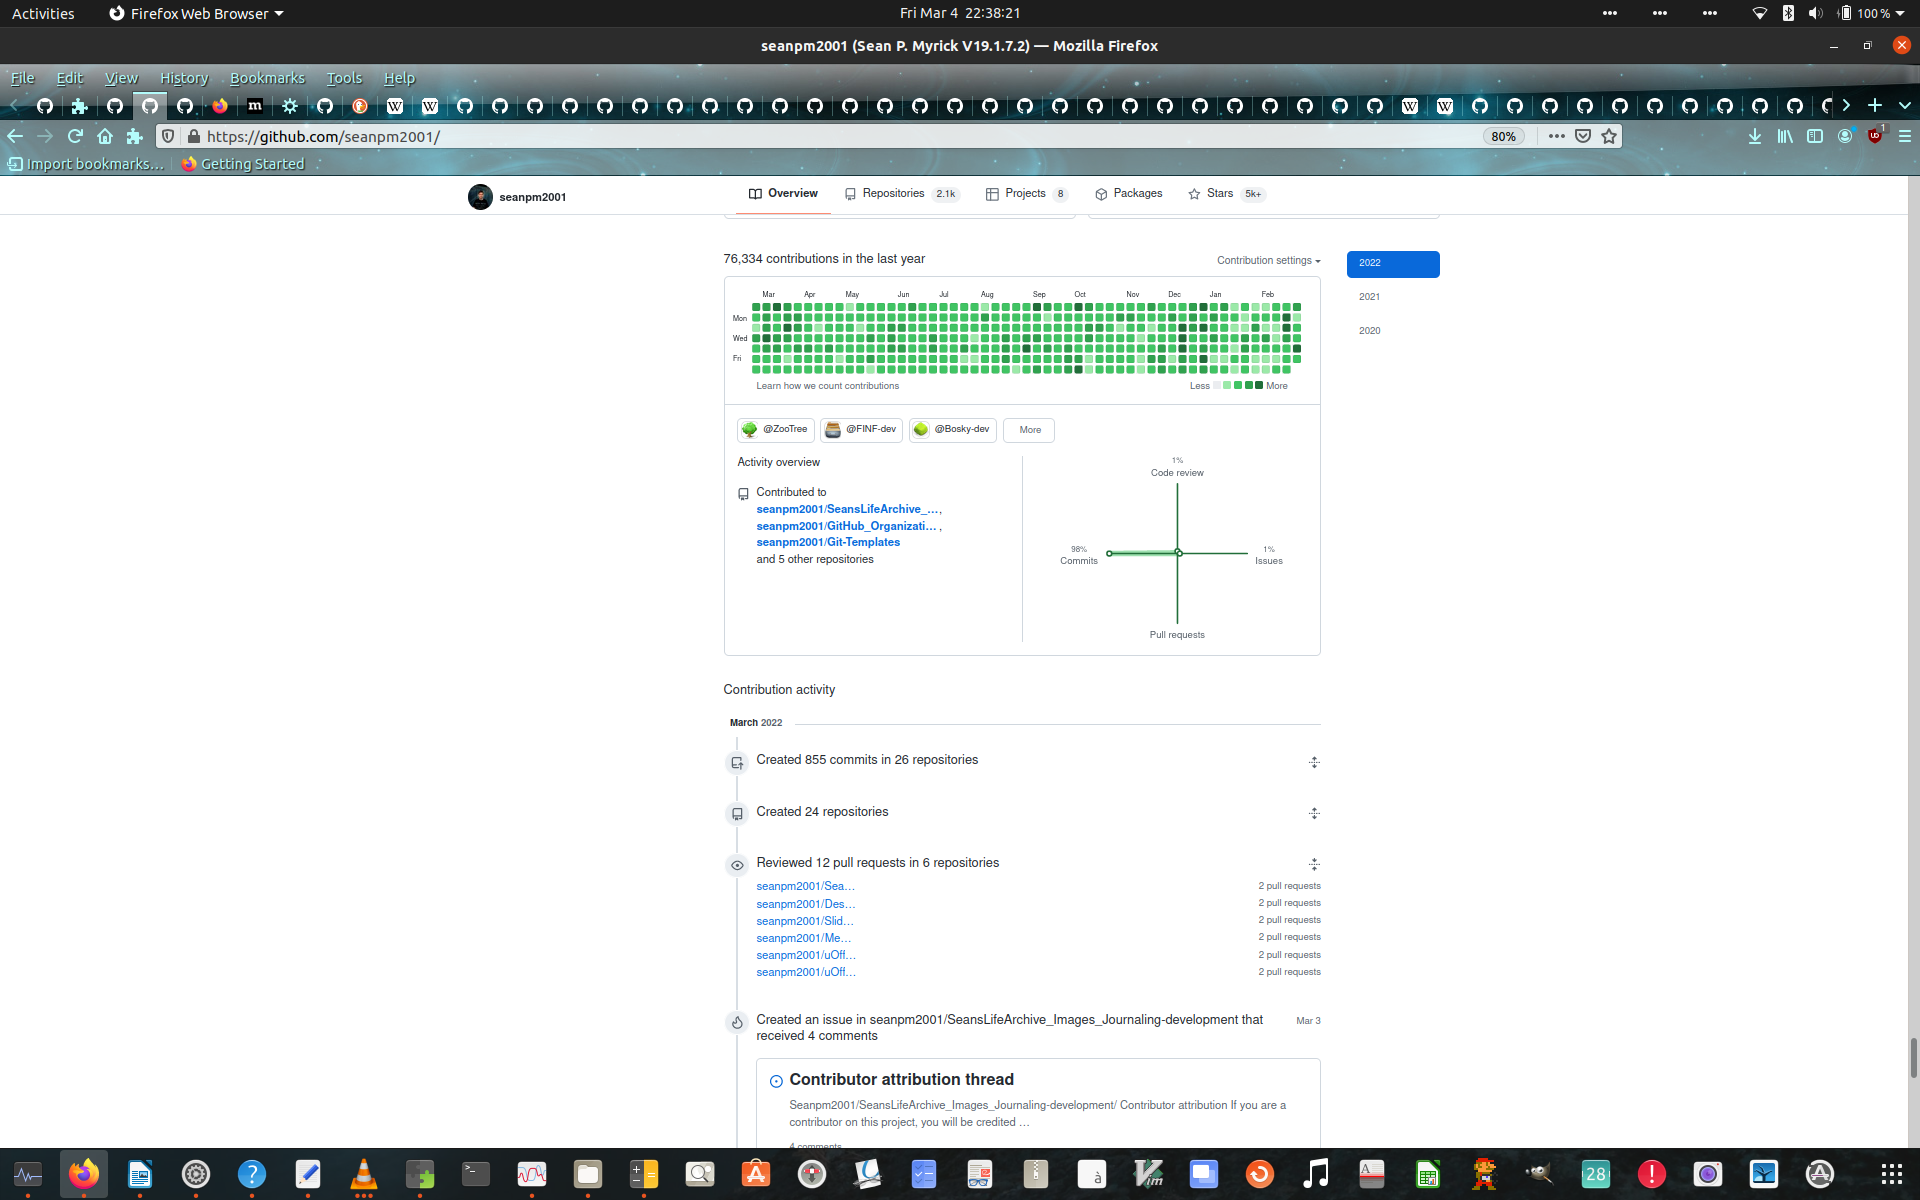 Activities
Firefox Web Browser
Fri Mar 4 22:38:21
100 %
seanpm2001 (Sean P. Myrick V19.1.7.2) — Mozilla Firefox
File Edit View History Bookmarks Tools Help
https://github.com/seanpm2001/
80%
1
Import bookmarks...
Getting Started
seanpm2001
Overview
Repositories 2.1k
Projects 8
Packages
Stars 5k+
76,334 contributions in the last year
Contribution settings
2022
2021
2020
Mar Apr May Jun Jul Aug Sep Oct Nov Dec Jan Feb
Mon
Wed
Fri
Learn how we count contributions
Less More
@ZooTree
@FINF-dev
@Bosky-dev
More
Activity overview
Contributed to
seanpm2001/SeansLifeArchive_... ,
seanpm2001/GitHub_Organizati... ,
seanpm2001/Git-Templates
and 5 other repositories
1%
Code review
98%
Commits
1%
Issues
Pull requests
Contribution activity
March 2022
Created 855 commits in 26 repositories
Created 24 repositories
Reviewed 12 pull requests in 6 repositories
seanpm2001/Sea... 2 pull requests
seanpm2001/Des... 2 pull requests
seanpm2001/Slid... 2 pull requests
seanpm2001/Me... 2 pull requests
seanpm2001/uOff... 2 pull requests
seanpm2001/uOff... 2 pull requests
Created an issue in seanpm2001/SeansLifeArchive_Images_Journaling-development that
received 4 comments
Mar 3
Contributor attribution thread
Seanpm2001/SeansLifeArchive_Images_Journaling-development/ Contributor attribution If you are a
contributor on this project, you will be credited ...
4 comments
28